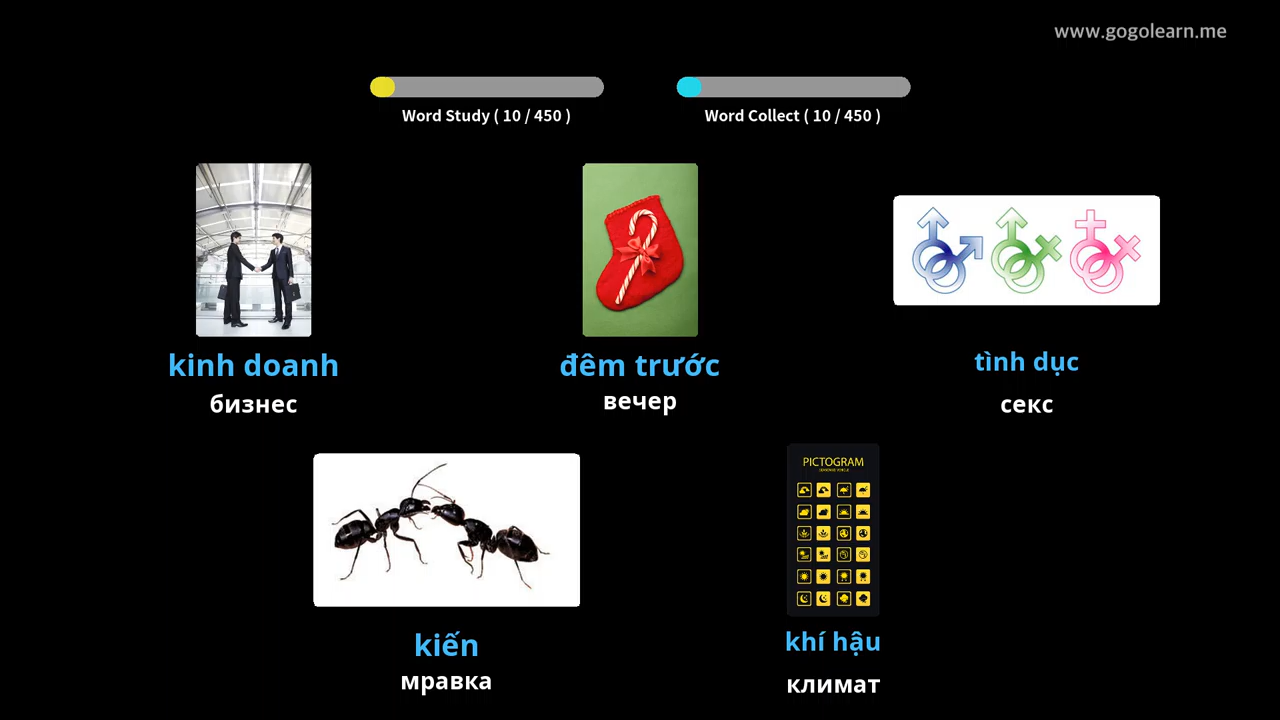 www.gogolearn.me
Word Study ( 10 / 450 )
Word Collect ( 10 / 450 )
kinh doanh
бизнес
đêm trước
вечер
tình dục
секс
PICTOGRAM
kiến
мравка
khí hậu
климат